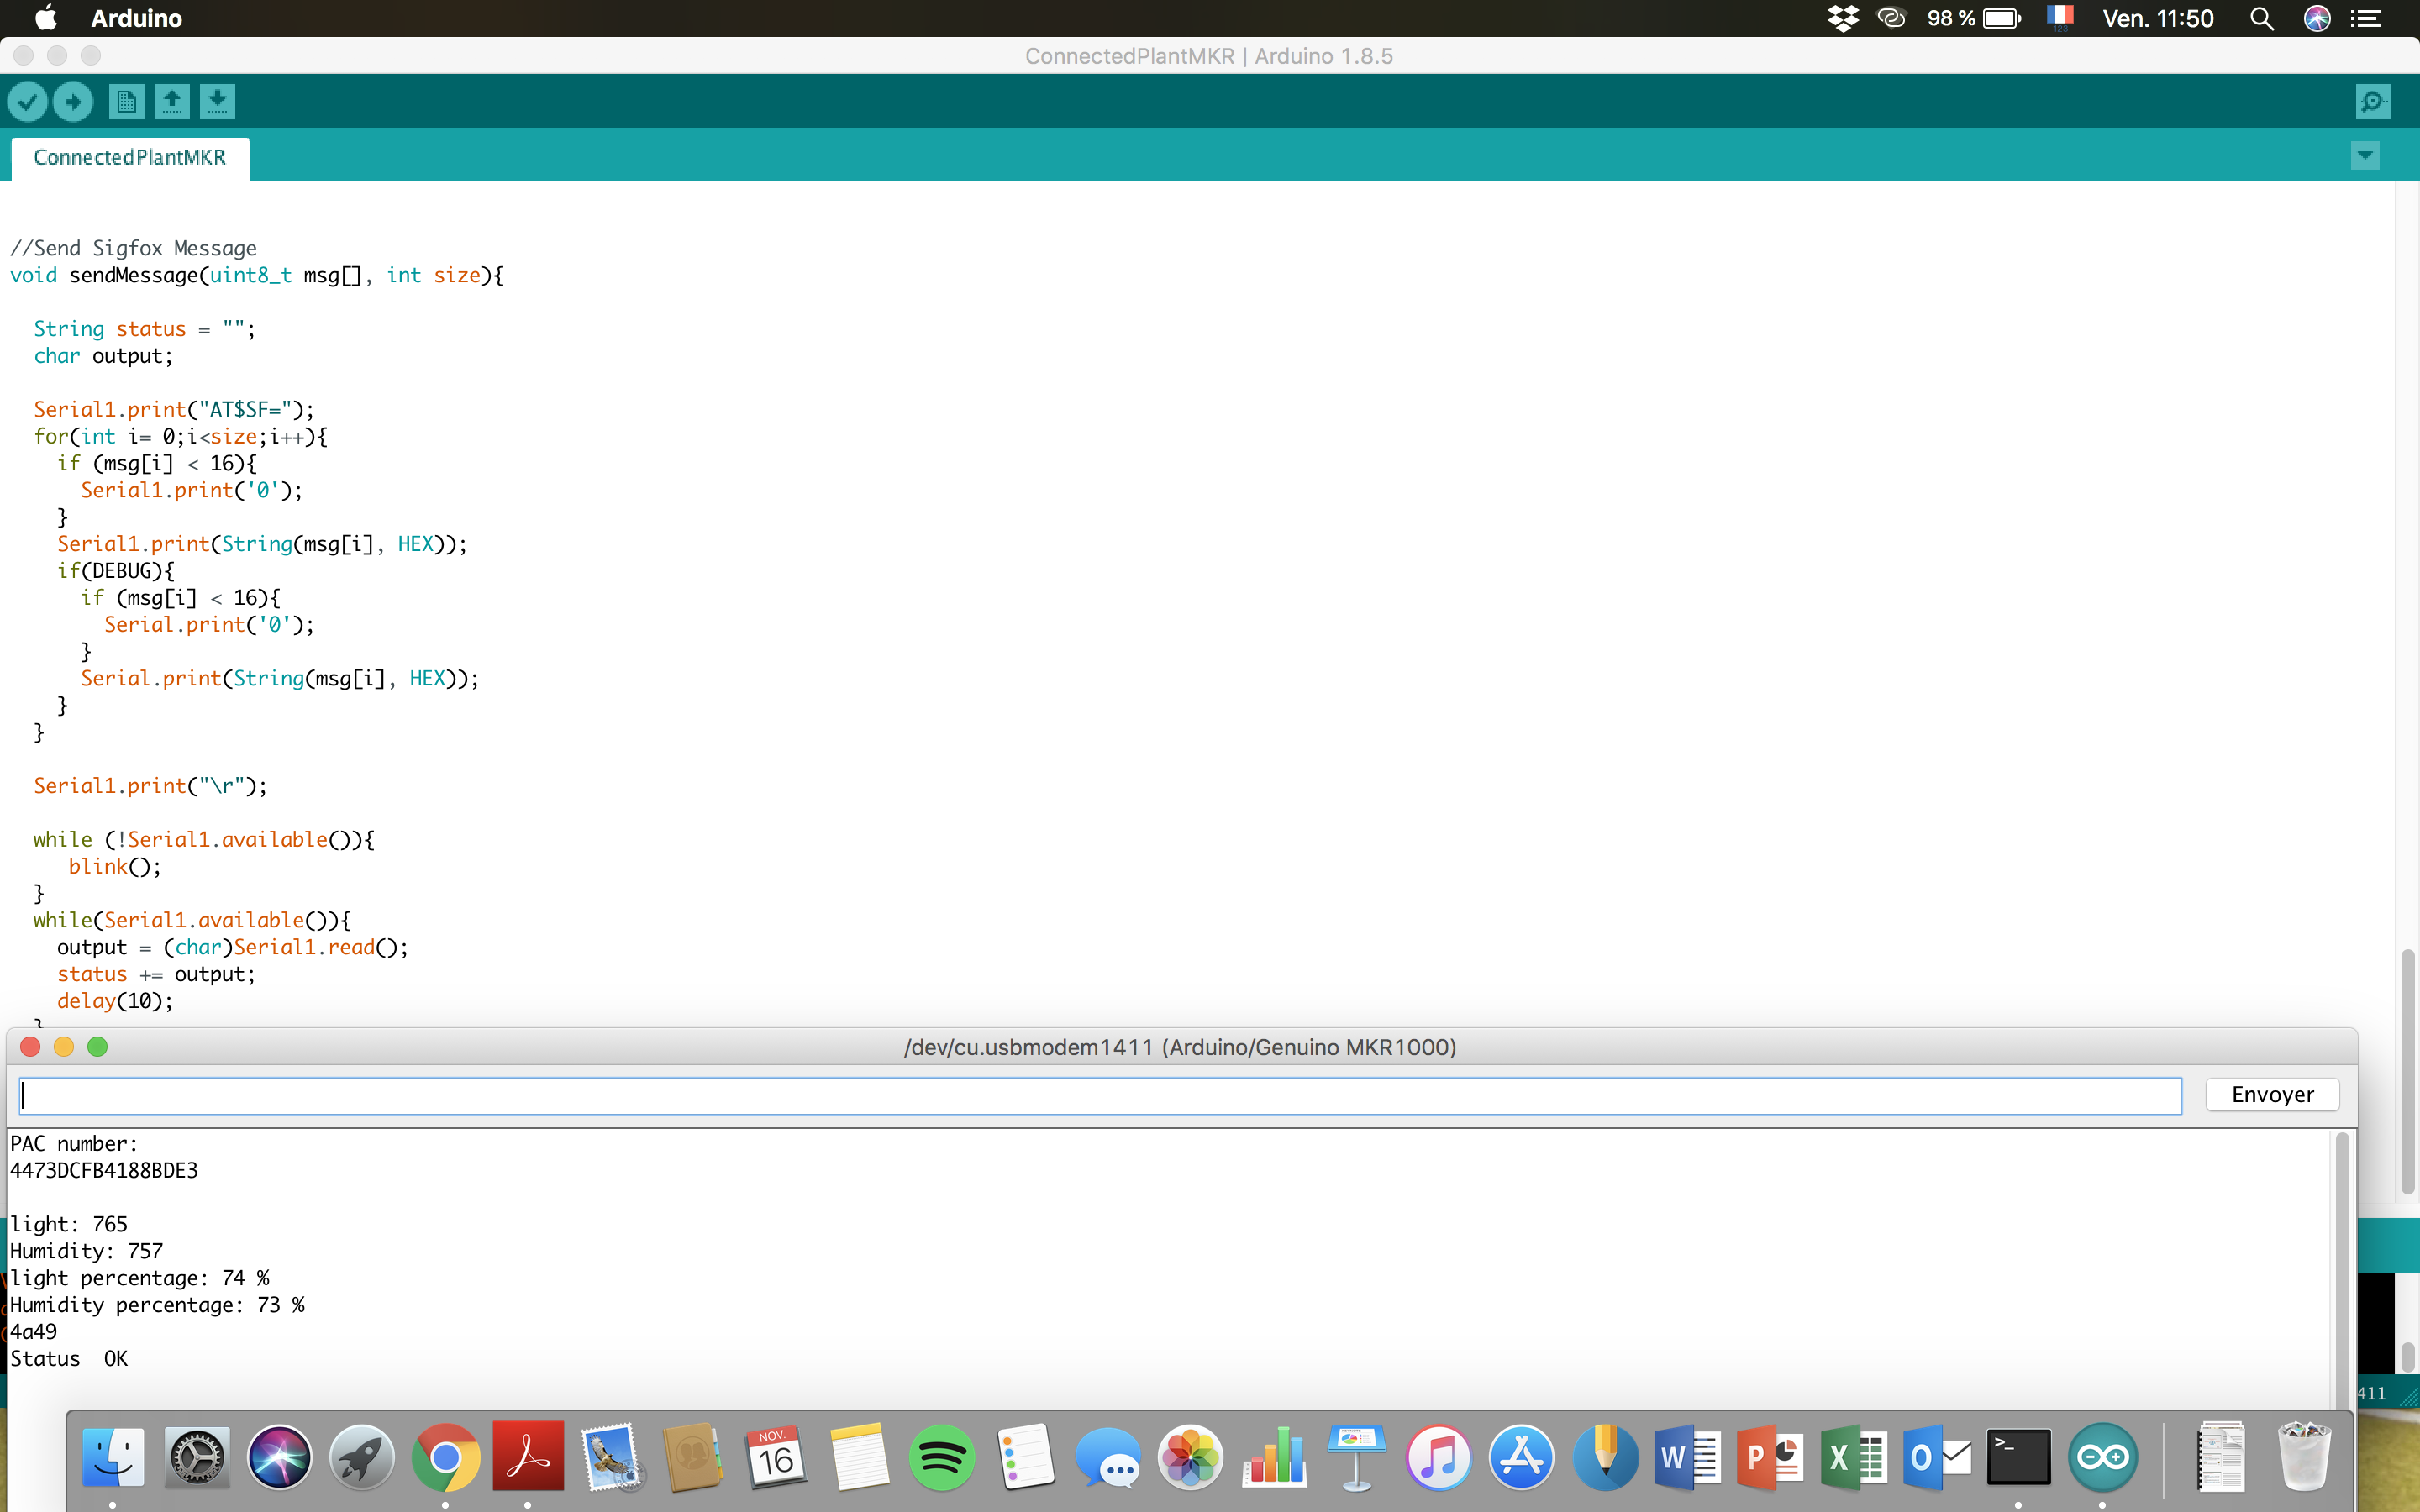 Arduino
98 %
123
Ven. 11:50
ConnectedPlantMKR | Arduino 1.8.5
ConnectedPlantMKR
//Send Sigfox Message
void sendMessage(uint8_t msg[], int size){
String status = "";
char output;
Serial1.print("AT$SF=");
for(int i= 0;i<size;i++){
if (msg[i] < 16){
Serial1.print('0');
}
Serial1.print(String(msg[i], HEX));
if(DEBUG){
if (msg[i] < 16){
Serial.print('0');
}
Serial.print(String(msg[i], HEX));
}
}
Serial1.print("\r");
while (!Serial1.available()){
blink();
}
while(Serial1.available()){
output = (char)Serial1.read();
status += output;
delay(10);
}
/dev/cu.usbmodem1411 (Arduino/Genuino MKR1000)
Envoyer
PAC number:
4473DCFB4188BDE3
light: 765
Humidity: 757
light percentage: 74 %
Humidity percentage: 73 %
4a49
Status  OK
411
NOV.
16
W
P
X
O
>_